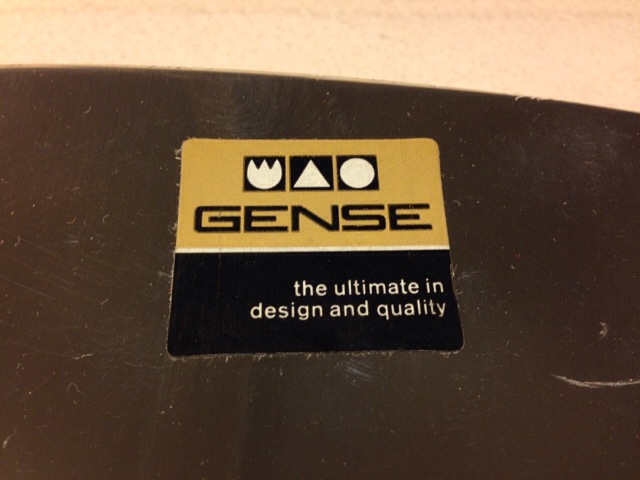 GENSE
the ultimate in
design and quality